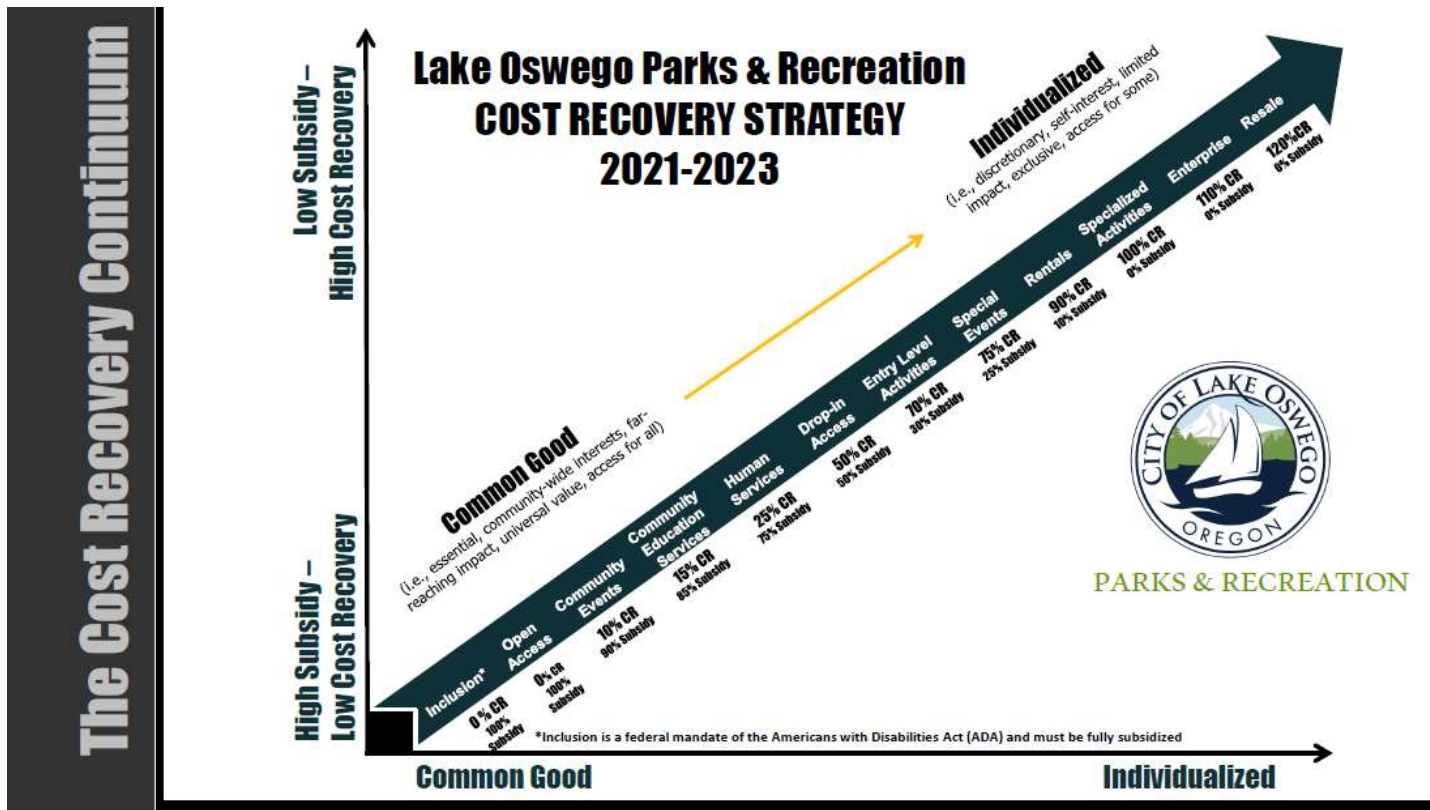 The Cost Recovery Continuum
Low Subsidy –
High Cost Recovery
High Subsidy –
Low Cost Recovery
Lake Oswego Parks & Recreation
COST RECOVERY STRATEGY
2021-2023
Individualized
(i.e., discretionary, self-interest, limited
impact, exclusive, access for some)
Common Good
(i.e., essential, community-wide interests, far-
reaching impact, universal value, access for all)
Inclusion*
0 % CR
100%
Subsidy
Open
Access
0% CR
100%
Subsidy
Community
Events
10% CR
90% Subsidy
Community
Education
Services
15% CR
85% Subsidy
Human
Services
25% CR
75% Subsidy
Drop-in
Access
50% CR
50% Subsidy
Entry Level
Activities
70% CR
30% Subsidy
Special
Events
75% CR
25% Subsidy
Rentals
90% CR
10% Subsidy
Specialized
Activities
100% CR
0% Subsidy
Enterprise
110% CR
0% Subsidy
Resale
120%CR
0% Subsidy
CITY OF LAKE OSWEGO
OREGON
PARKS & RECREATION
*Inclusion is a federal mandate of the Americans with Disabilities Act (ADA) and must be fully subsidized
Common Good
Individualized